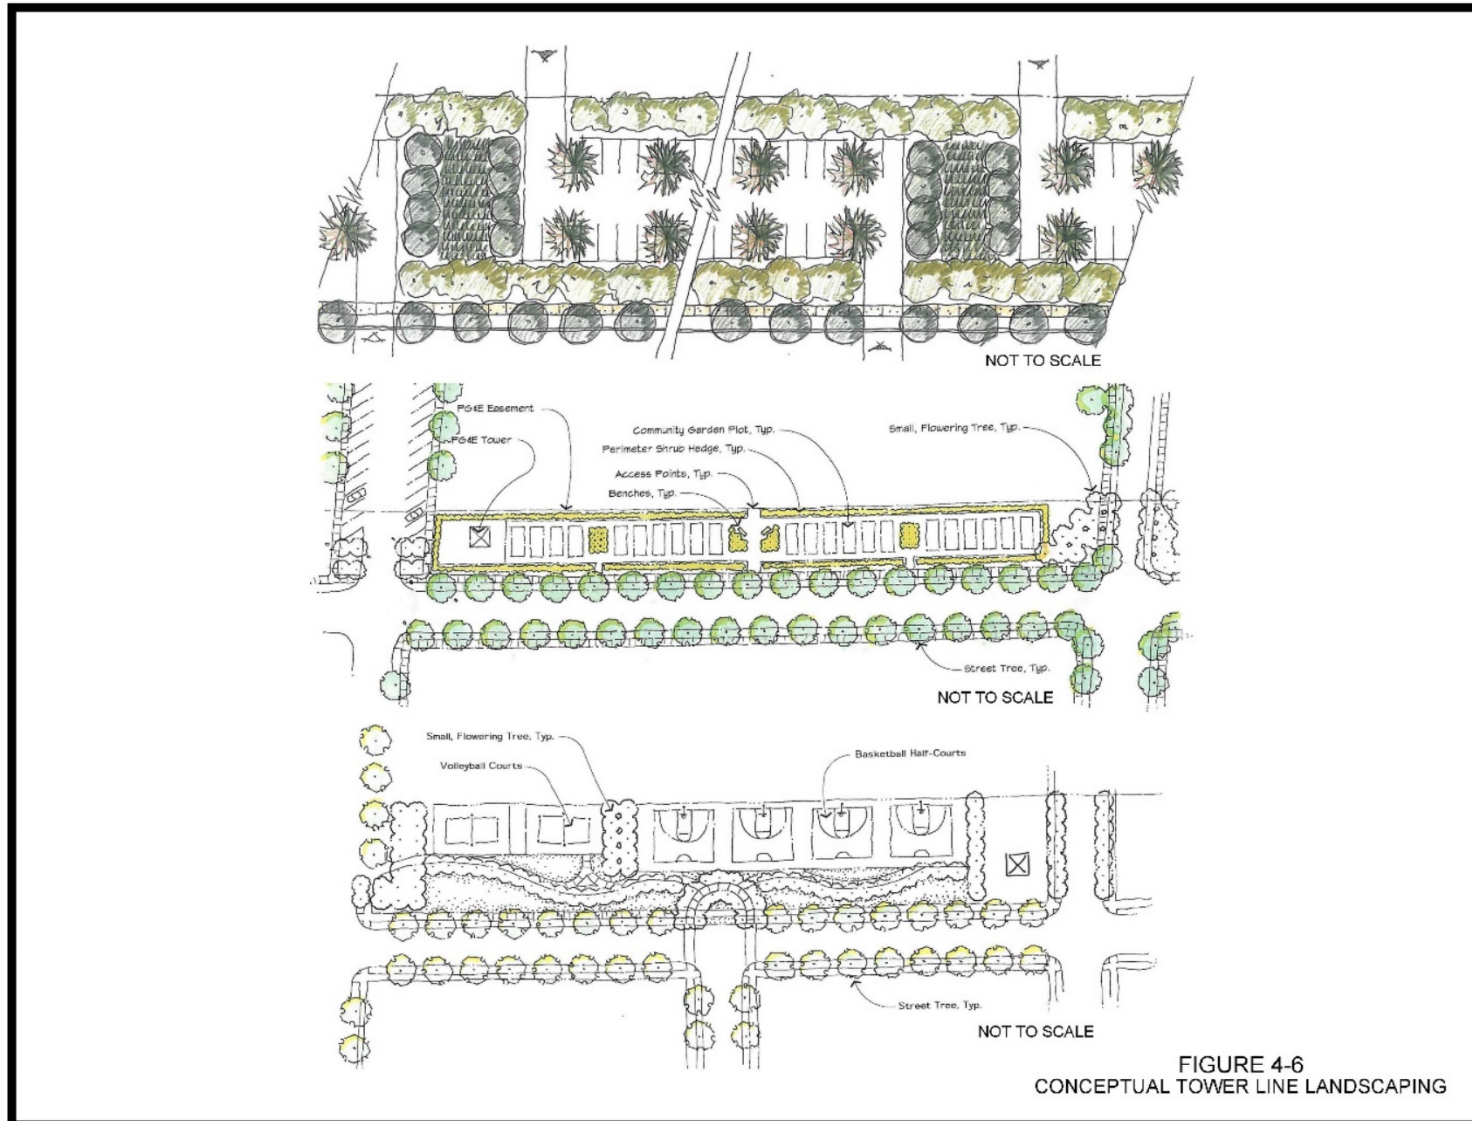 NOT TO SCALE
PG&E Easement
PG&E Tower
Community Garden Plot, Typ.
Perimeter Shrub Hedge, Typ.
Access Points, Typ.
Benches, Typ.
Small, Flowering Tree, Typ.
Street Tree, Typ.
NOT TO SCALE
Small, Flowering Tree, Typ.
Volleyball Courts
Basketball Half-Courts
Street Tree, Typ.
NOT TO SCALE
FIGURE 4-6
CONCEPTUAL TOWER LINE LANDSCAPING